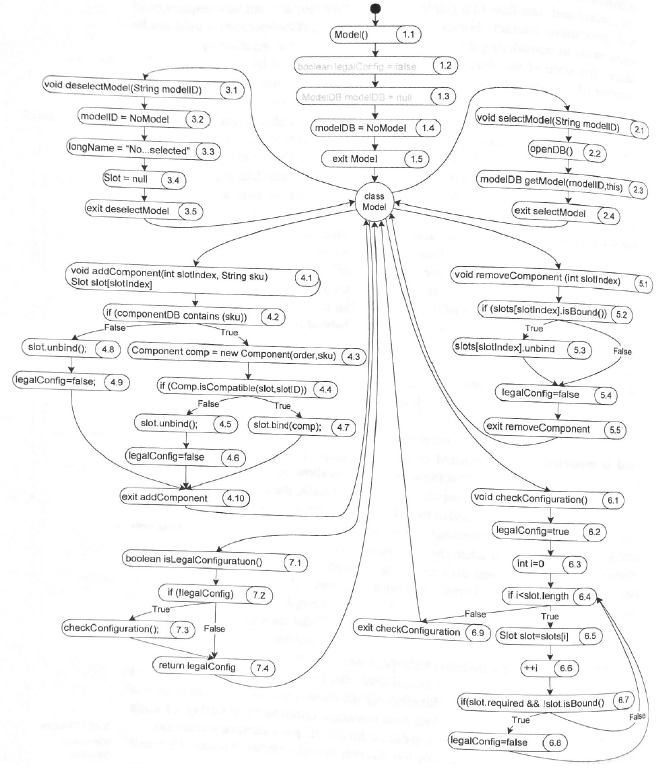 Model() 1.1
boolean legalConfig = false 1.2
ModelDB modelDB = null 1.3
modelDB = NoModel 1.4
exit Model 1.5
class
Model
void deselectModel(String modelID) 3.1
modelID = NoModel 3.2
longName = "No...selected" 3.3
Slot = null 3.4
exit deselectModel 3.5
void selectModel(String modelID) 2.1
openDB() 2.2
modelDB getModel(modelID,this) 2.3
exit selectModel 2.4
void addComponent(int slotIndex, String sku) 4.1
Slot slot[slotIndex]
if (componentDB contains (sku)) 4.2
False
True
slot.unbind(); 4.8
Component comp = new Component(order,sku) 4.3
legalConfig=false; 4.9
if (Comp.isCompatible(slot,slotID)) 4.4
False
True
slot.unbind(); 4.5
slot.bind(comp); 4.7
legalConfig=false 4.6
exit addComponent 4.10
void removeComponent (int slotIndex) 5.1
if (slots[slotIndex].isBound() 5.2
True
False
slots[slotIndex].unbind 5.3
legalConfig=false 5.4
exit removeComponent 5.5
void checkConfiguration() 6.1
legalConfig=true 6.2
int i=0 6.3
if i<slot.length 6.4
False
True
exit checkConfiguration 6.9
Slot slot=slots[i] 6.5
++i 6.6
if(slot.required && !slot.isBound() 6.7
True
False
legalConfig=false 6.8
boolean isLegalConfiguratuon() 7.1
if (!legalConfig) 7.2
True
False
checkConfiguration(); 7.3
return legalConfig 7.4